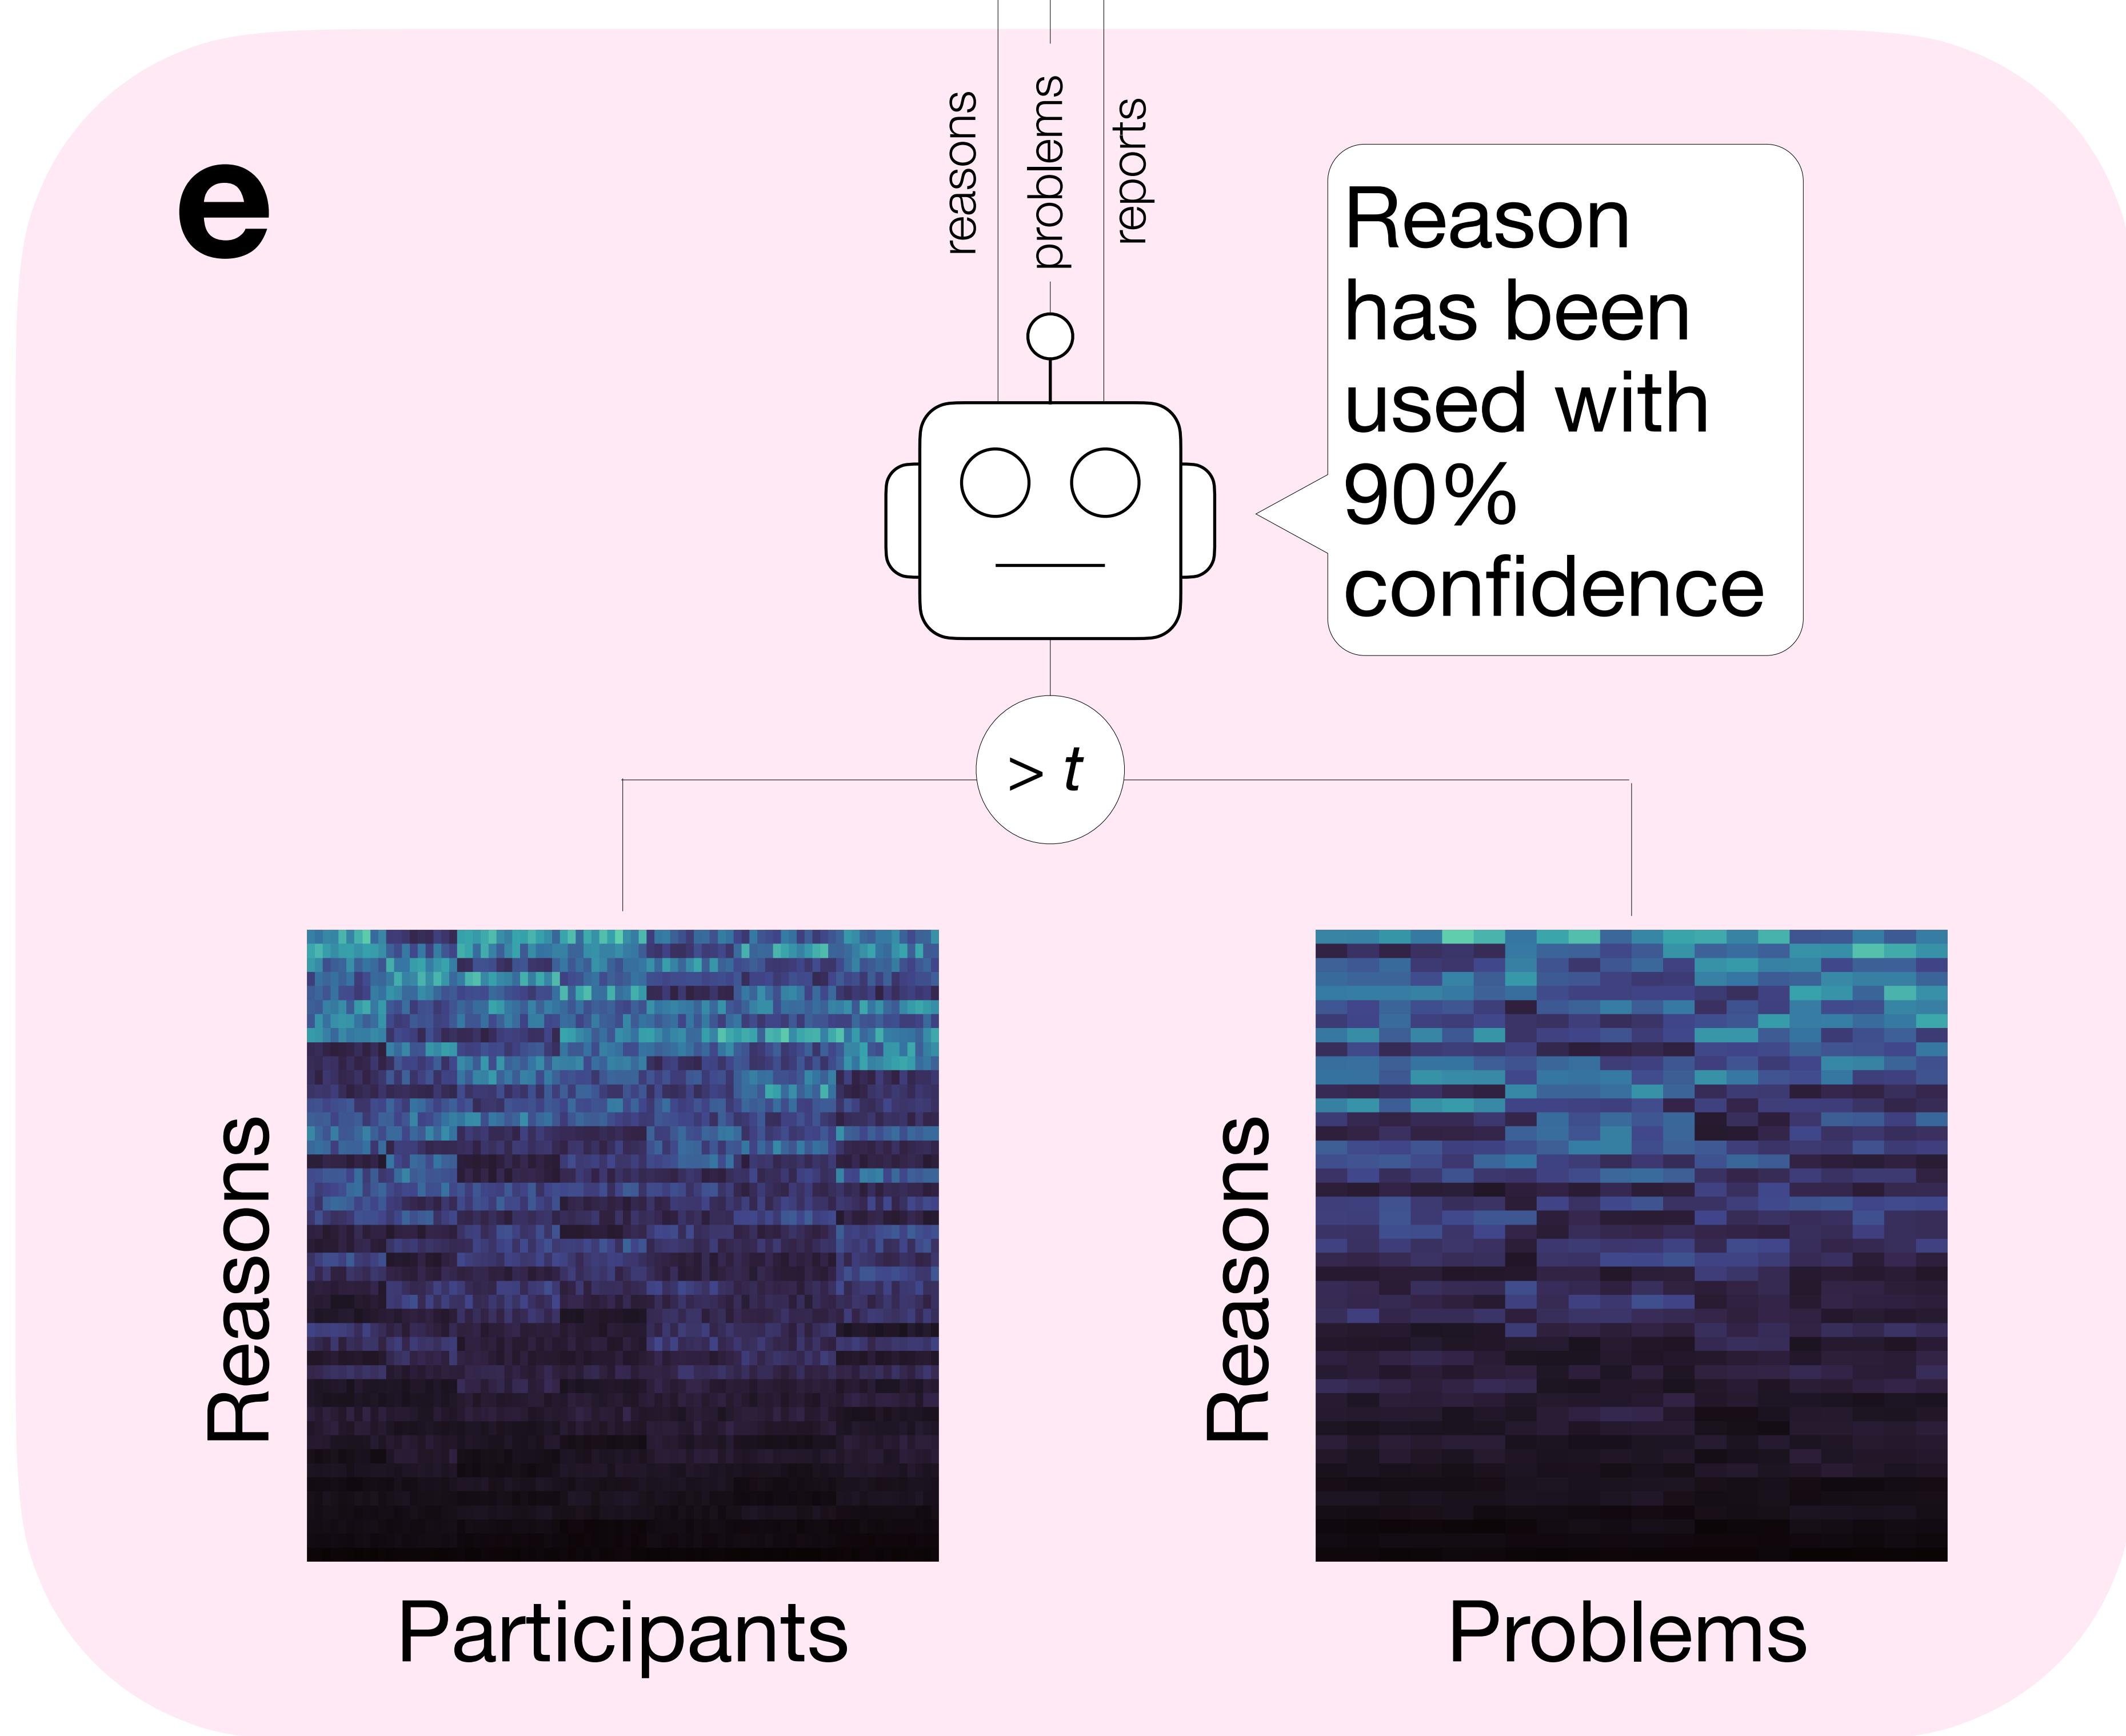 e
reasons
problems
reports
Reason
has been
used with
90%
confidence
> t
Reasons
Reasons
Participants
Problems